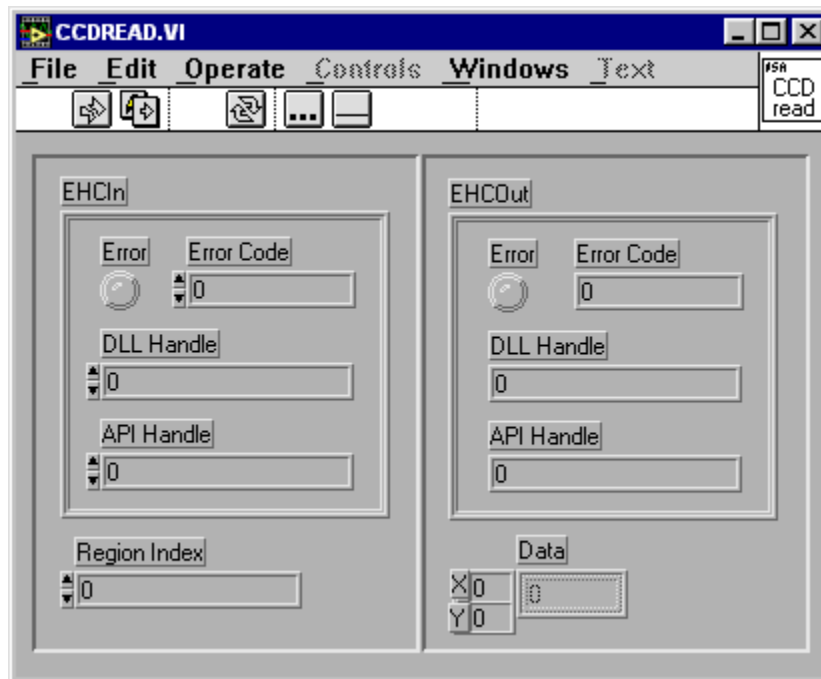 CCDREAD.VI
File Edit Operate Controls Windows Text
PSA
CCD
read
...
EHCIn
Error Error Code
0
DLL Handle
0
API Handle
0
Region Index
0
EHCOut
Error Error Code
0
DLL Handle
0
API Handle
0
Data
X 0 0
Y 0